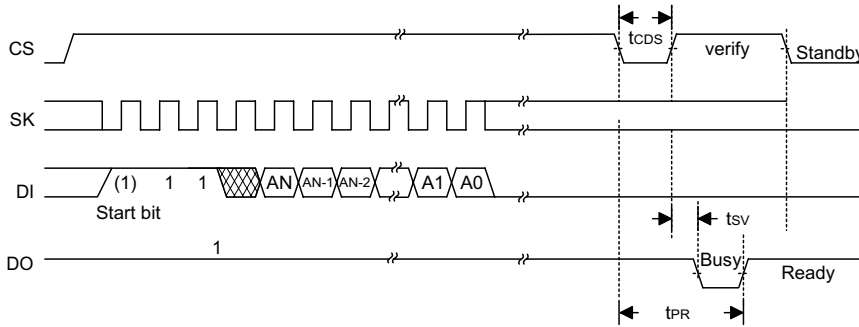 tCDS
CS verify Standby
SK
DI (1) 1 1 AN AN-1 AN-2 A1 A0
Start bit
tSV
1
DO Busy Ready
tPR